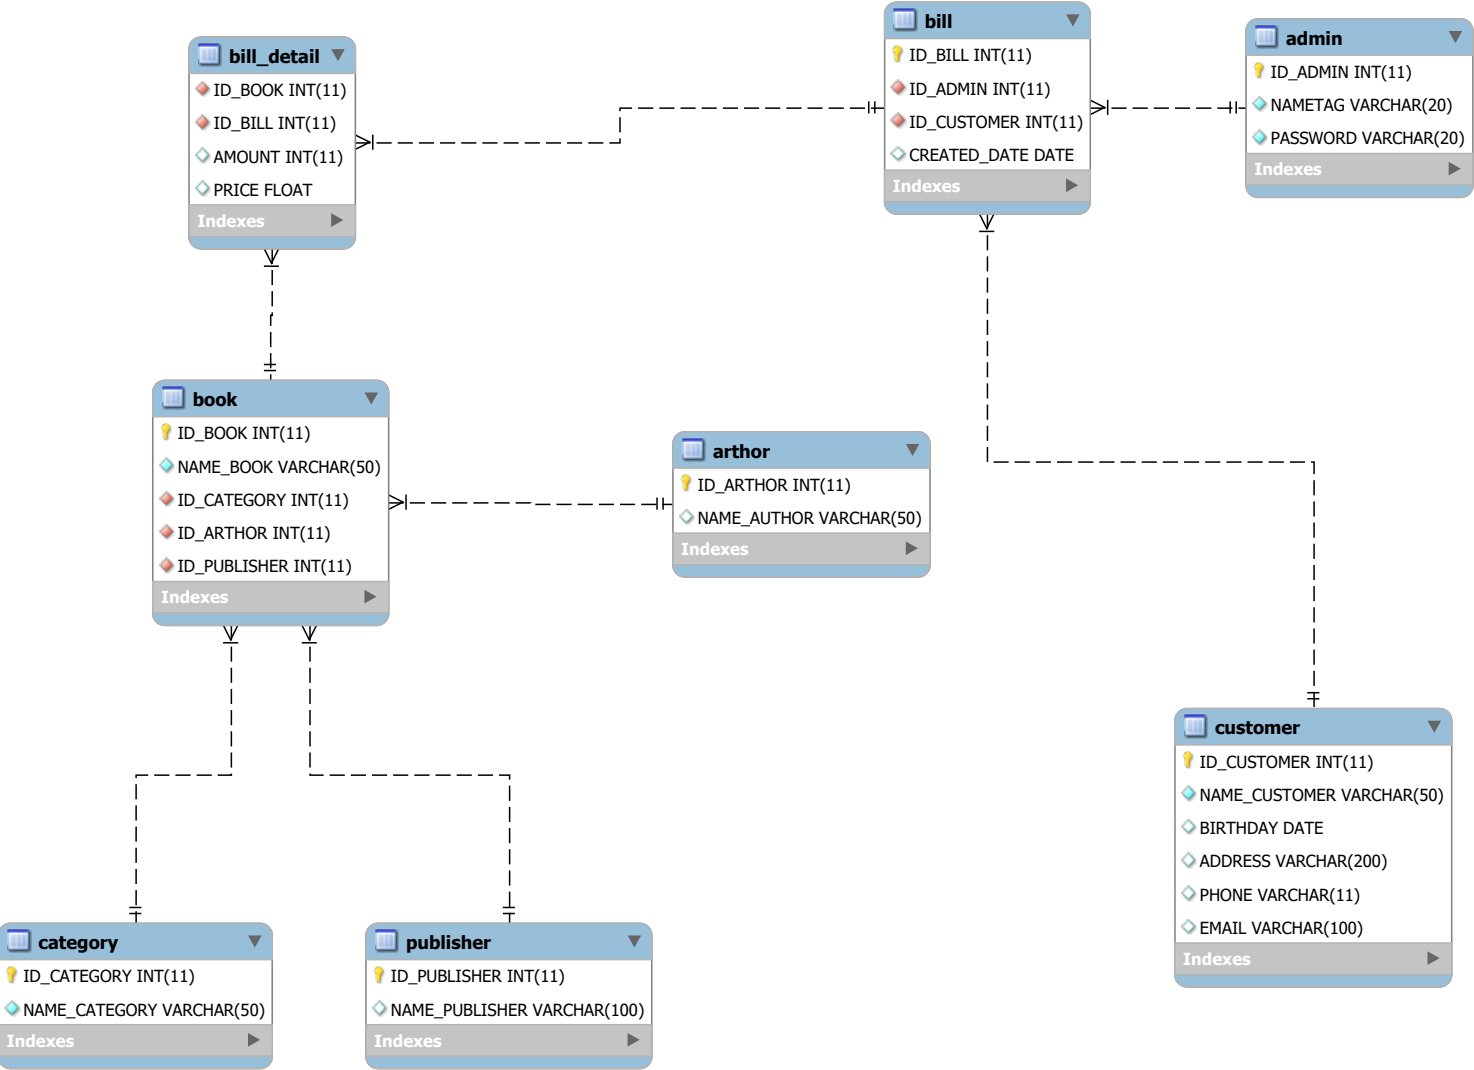 bill
ID_BILL INT(11)
ID_ADMIN INT(11)
ID_CUSTOMER INT(11)
CREATED_DATE DATE
Indexes
admin
ID_ADMIN INT(11)
NAMETAG VARCHAR(20)
PASSWORD VARCHAR(20)
Indexes
bill_detail
ID_BOOK INT(11)
ID_BILL INT(11)
AMOUNT INT(11)
PRICE FLOAT
Indexes
book
ID_BOOK INT(11)
NAME_BOOK VARCHAR(50)
ID_CATEGORY INT(11)
ID_ARTHOR INT(11)
ID_PUBLISHER INT(11)
Indexes
arthor
ID_ARTHOR INT(11)
NAME_AUTHOR VARCHAR(50)
Indexes
customer
ID_CUSTOMER INT(11)
NAME_CUSTOMER VARCHAR(50)
BIRTHDAY DATE
ADDRESS VARCHAR(200)
PHONE VARCHAR(11)
EMAIL VARCHAR(100)
Indexes
category
ID_CATEGORY INT(11)
NAME_CATEGORY VARCHAR(50)
Indexes
publisher
ID_PUBLISHER INT(11)
NAME_PUBLISHER VARCHAR(100)
Indexes